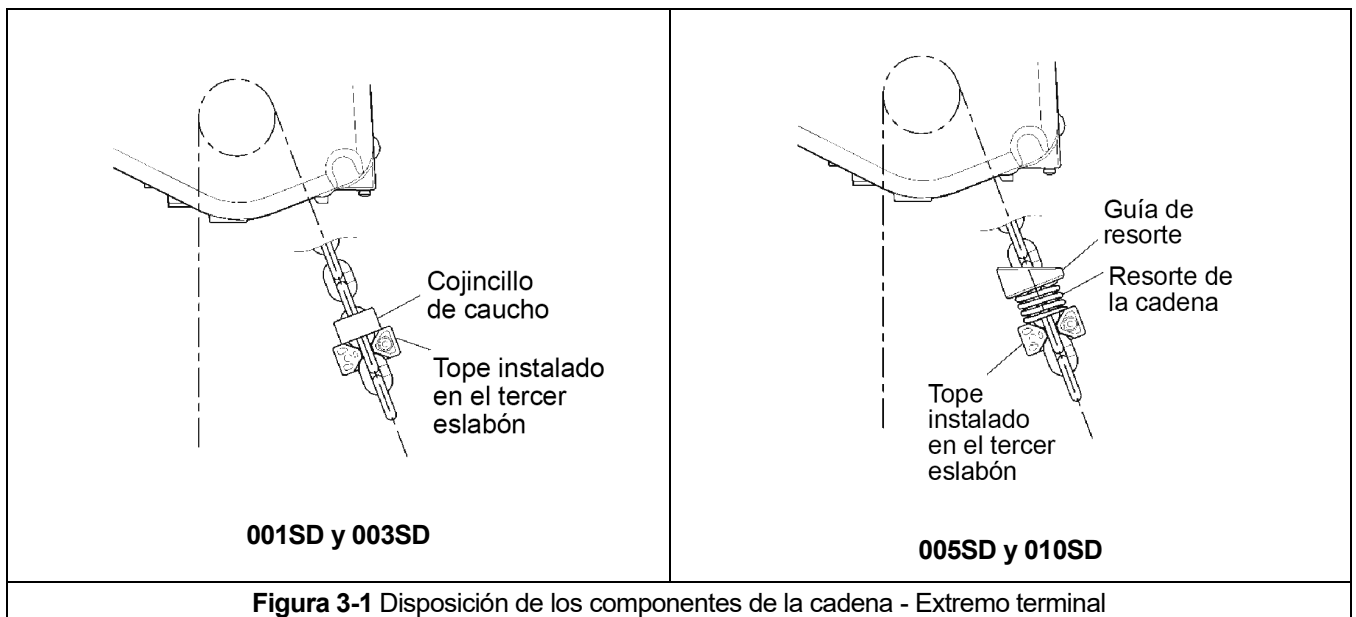 Cojincillo
de caucho
Tope instalado
en el tercer
eslabón
001SD y 003SD
Guía de
resorte
Resorte de
la cadena
Tope
instalado
en el tercer
eslabón
005SD y 010SD
Figura 3-1 Disposición de los componentes de la cadena - Extremo terminal